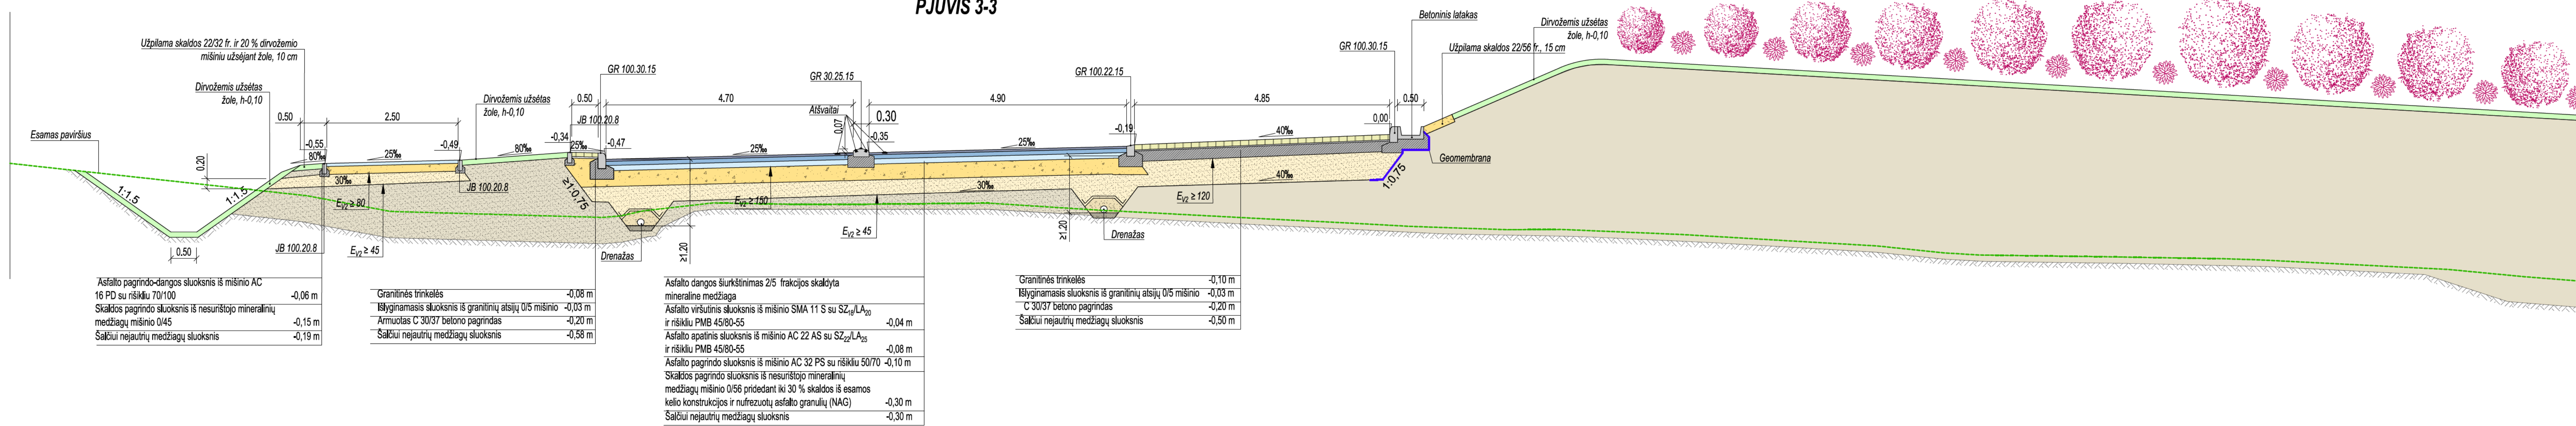 PJŪVIS 3-3
Užpilama skaldos 22/32 fr. ir 20 % dirvožemio
mišiniu užsėjant žole, 10 cm
Dirvožemis užsėtas
žole, h-0,10
Esamas paviršius
0.50
2.50
Dirvožemis užsėtas
žole, h-0,10
0.20
-0,55
80‰
25‰
-0,49
80‰
30‰
1:1.5
1:1.5
0.50
JB 100.20.8
JB 100.20.8
EV2 ≥ 80
EV2 ≥ 45
GR 100.30.15
0.50
JB 100.20.8
-0,34
25‰
-0,47
4.70
GR 30.25.15
Atšvaitai
0,07
0.30
-0,35
25‰
4.90
25‰
GR 100.22.15
-0,19
4.85
40‰
GR 100.30.15
0,00
0.50
Betoninis latakas
Užpilama skaldos 22/56 fr., 15 cm
Dirvožemis užsėtas
žole, h-0,10
Geomembrana
≥1:0.75
1:0.75
30‰
40‰
EV2 ≥ 150
EV2 ≥ 45
EV2 ≥ 120
Drenažas
≥1.20
≥1.20
Drenažas
Asfalto pagrindo-dangos sluoksnis iš mišinio AC
16 PD su rišikliu 70/100 -0,06 m
Skaldos pagrindo sluoksnis iš nesurištojo mineralinių
medžiagų mišinio 0/45 -0,15 m
Šalčiui nejautrių medžiagų sluoksnis -0,19 m
Granitinės trinkelės -0,08 m
Išlyginamasis sluoksnis iš granitinių atsijų 0/5 mišinio -0,03 m
Armuotas C 30/37 betono pagrindas -0,20 m
Šalčiui nejautrių medžiagų sluoksnis -0,58 m
Asfalto dangos šiurkštinimas 2/5 frakcijos skaldyta
mineraline medžiaga
Asfalto viršutinis sluoksnis iš mišinio SMA 11 S su SZ18/LA20
ir rišikliu PMB 45/80-55 -0,04 m
Asfalto apatinis sluoksnis iš mišinio AC 22 AS su SZ22/LA25
ir rišikliu PMB 45/80-55 -0,08 m
Asfalto pagrindo sluoksnis iš mišinio AC 32 PS su rišikliu 50/70 -0,10 m
Skaldos pagrindo sluoksnis iš nesurištojo mineralinių
medžiagų mišinio 0/56 pridedant iki 30 % skaldos iš esamos
kelio konstrukcijos ir nufrezuotų asfalto granulių (NAG) -0,30 m
Šalčiui nejautrių medžiagų sluoksnis -0,30 m
Granitinės trinkelės -0,10 m
Išlyginamasis sluoksnis iš granitinių atsijų 0/5 mišinio -0,03 m
C 30/37 betono pagrindas -0,20 m
Šalčiui nejautrių medžiagų sluoksnis -0,50 m